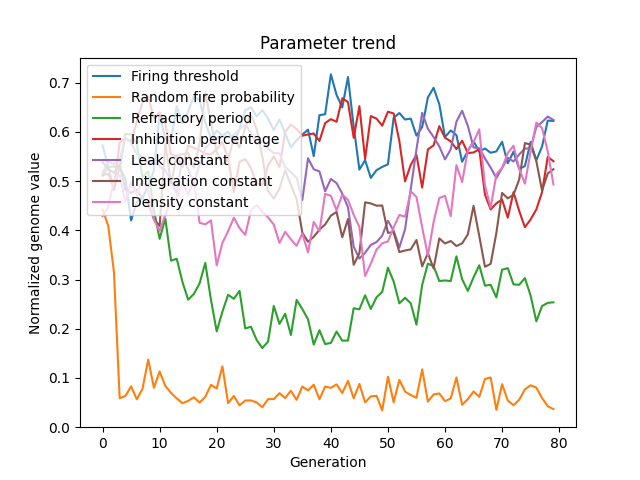 Parameter trend
Firing threshold
Random fire probability
Refractory period
Inhibition percentage
Leak constant
Integration constant
Density constant
Normalized genome value
0.7
0.6
0.5
0.4
0.3
0.2
0.1
0.0
0 10 20 30 40 50 60 70 80
Generation